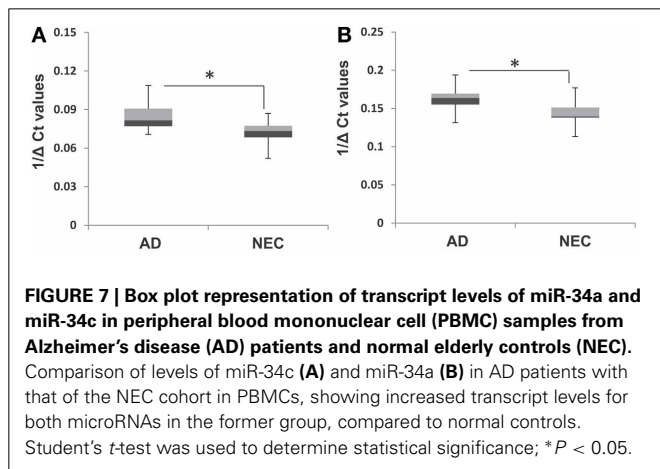 A
B
0.15
0.12
0.09
0.06
0.03
0
1/Δ Ct values
*
AD
NEC
0.25
0.2
0.15
0.1
0.05
0
1/Δ Ct values
*
AD
NEC
FIGURE 7 | Box plot representation of transcript levels of miR-34a and
miR-34c in peripheral blood mononuclear cell (PBMC) samples from
Alzheimer's disease (AD) patients and normal elderly controls (NEC).
Comparison of levels of miR-34c (A) and miR-34a (B) in AD patients with
that of the NEC cohort in PBMCs, showing increased transcript levels for
both microRNAs in the former group, compared to normal controls.
Student's t-test was used to determine statistical significance; *P < 0.05.